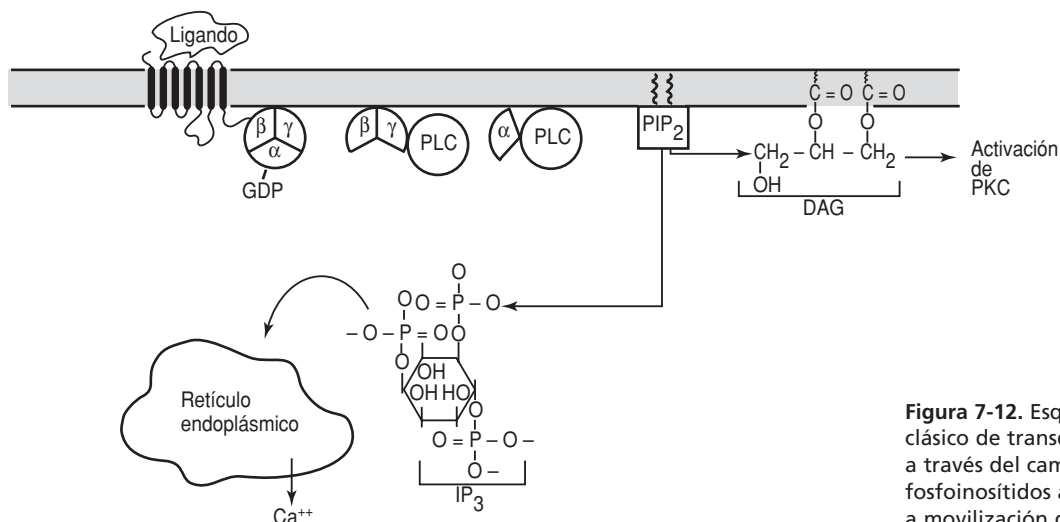 Ligando
β γ
α
GDP
β γ
PLC
α
PLC
PIP2
C = O C = O
O O
CH2 – CH – CH2
OH
DAG
Activación
de
PKC
O
O O = P – O
– O – P = O O
O
OH
OH HO
O
O = P – O –
O –
IP3
Retículo
endoplásmico
Ca++
Figura 7-12. Esq
clásico de transd
a través del cam
fosfoinosítidos a
a movilización d